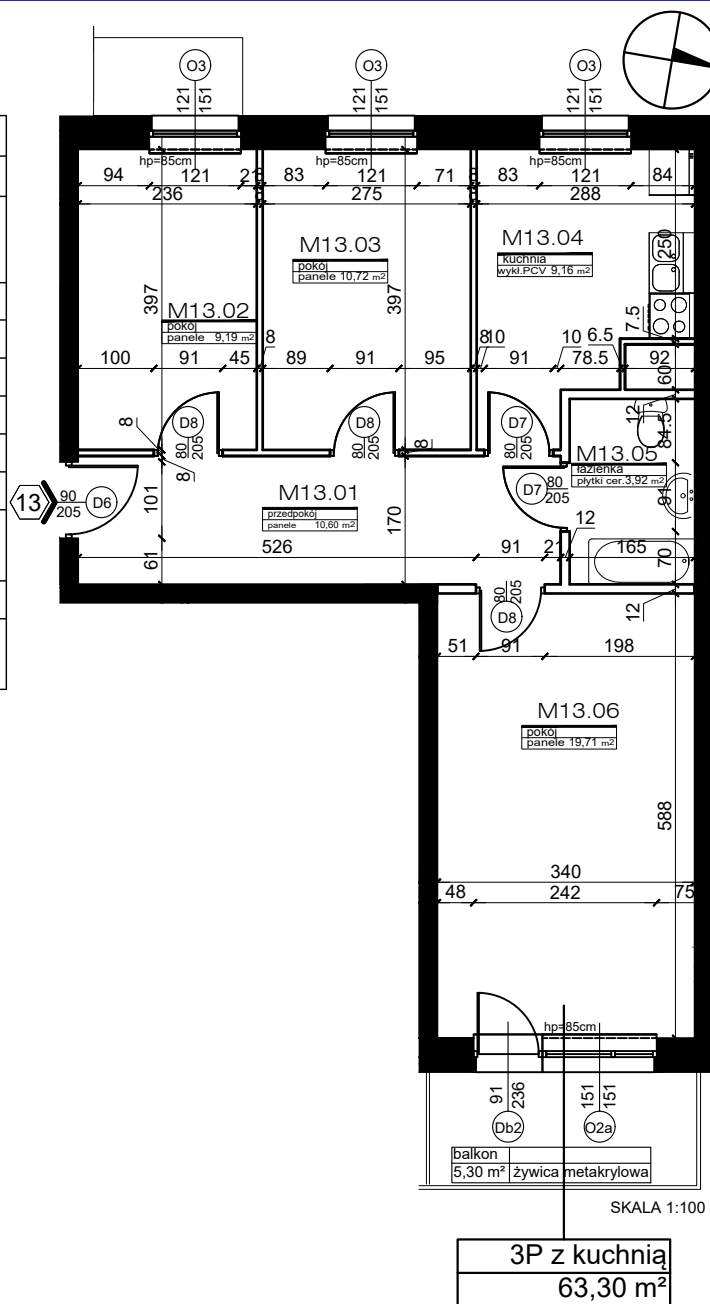 O3 O3 O3
121 151 121 151 121 151
hp=85cm hp=85cm hp=85cm
94 121 21 83 121 71 83 121 84
236 275 288
M13.03
pokój
panele 10,72 m²
M13.04
kuchnia
wykł.PCV 9,16 m²
250
397
397
M13.02
pokój
panele 9,19 m²
7.5
8 8 10 10 6.5
100 91 45 89 91 95 91 78.5 92
60
8 D8 D8 D7 12
80 205 80 205 80 205
84.5
8
8
M13.05
łazienka
płytki cer.3,92 m²
13 90 205 D6
101
M13.01
przedpokój
panele 10,60 m²
170
D7 80 205
91
12
526 91 21 165
61
70
80 205
D8
12
51 91 198
M13.06
pokój
panele 19,71 m²
588
340
48 242 75
hp=85cm
91 236 151 151
Db2 O2a
balkon
5,30 m² żywica metakrylowa
SKALA 1:100
3P z kuchnią
63,30 m²